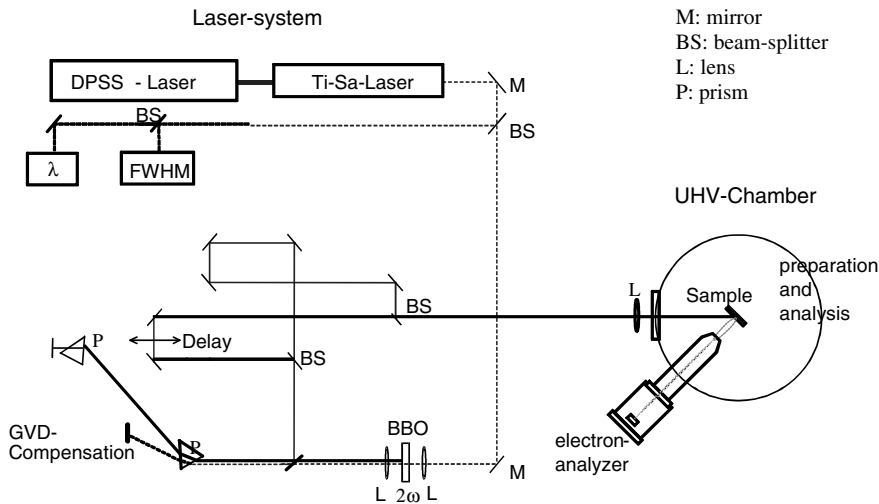 Laser-system
M: mirror
BS: beam-splitter
L: lens
P: prism
DPSS - Laser
Ti-Sa-Laser
M
BS
BS
λ
FWHM
UHV-Chamber
preparation
and
analysis
L
Sample
BS
P
Delay
BS
GVD-
Compensation
P
BBO
L
2ω
L
M
electron-
analyzer